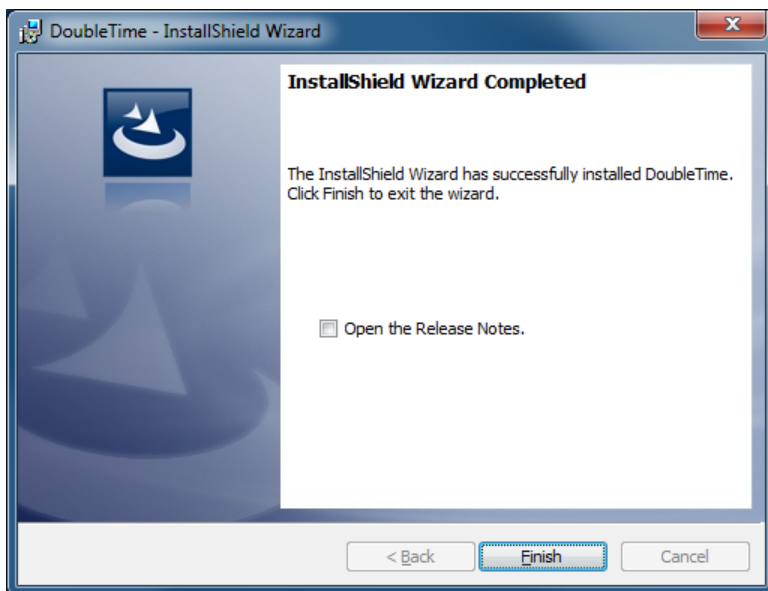 DoubleTime - InstallShield Wizard
InstallShield Wizard Completed
The InstallShield Wizard has successfully installed DoubleTime.
Click Finish to exit the wizard.
Open the Release Notes.
< Back
Finish
Cancel